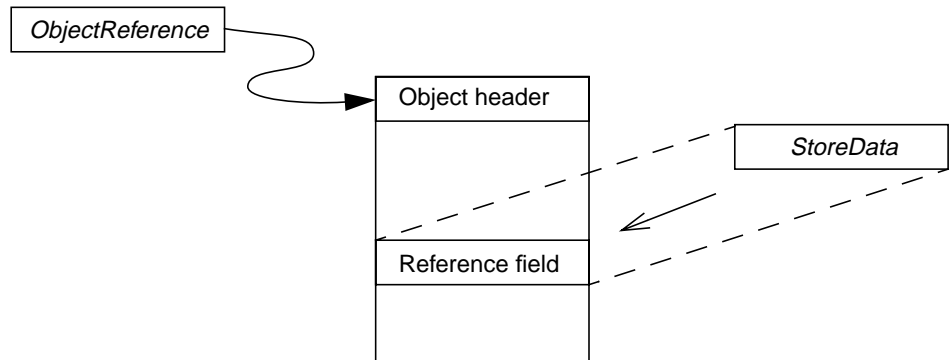 ObjectReference
Object header
StoreData
Reference field